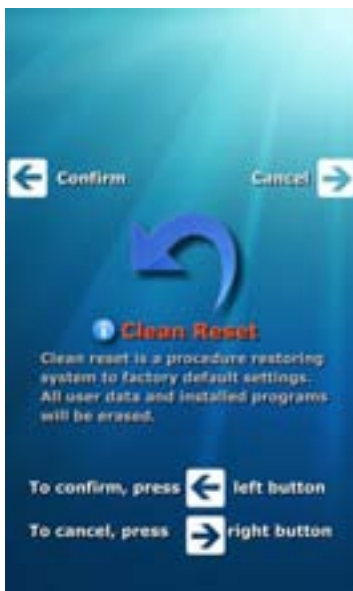 Confirm Cancel
Clean Reset
Clean reset is a procedure restoring
system to factory default settings.
All user data and installed programs
will be erased.
To confirm, press left button
To cancel, press right button